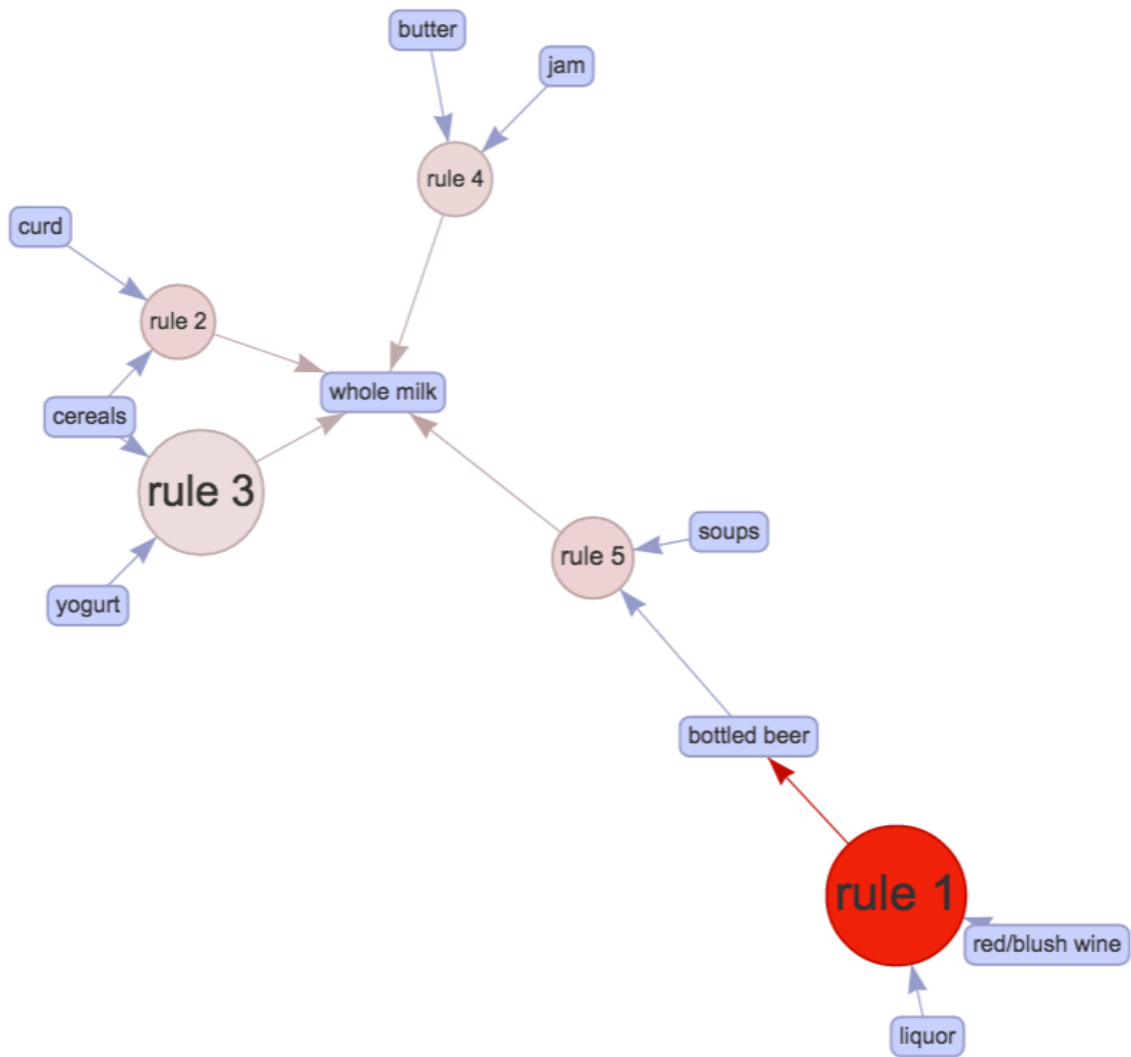 butter
jam
rule 4
curd
rule 2
whole milk
cereals
rule 3
soups
rule 5
yogurt
bottled beer
rule 1
red/blush wine
liquor